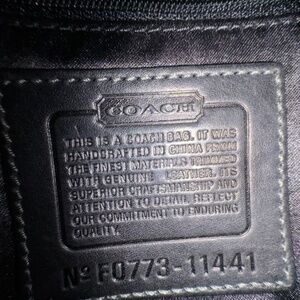 COACH
THIS IS A COACH BAG. IT WAS
HANDCRAFTED IN CHINA FROM
THE FINEST MATERIALS TRIMMED
WITH GENUINE LEATHER. ITS
SUPERIOR CRAFTSMANSHIP AND
ATTENTION TO DETAIL REFLECT
OUR COMMITMENT TO ENDURING
QUALITY.
Nº F0773-11441